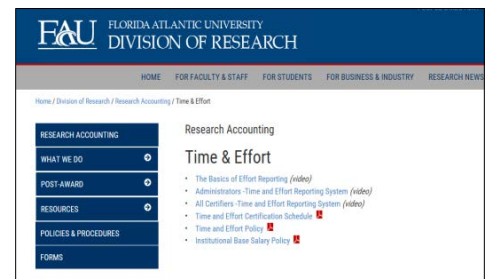 FAU FLORIDA ATLANTIC UNIVERSITY
DIVISION OF RESEARCH
HOME FOR FACULTY & STAFF FOR STUDENTS FOR BUSINESS & INDUSTRY RESEARCH NEWS
Home / Division of Research / Research Accounting / Time & Effort
RESEARCH ACCOUNTING
WHAT WE DO
POST-AWARD
RESOURCES
POLICIES & PROCEDURES
FORMS
Research Accounting
Time & Effort
• The Basics of Effort Reporting (video)
• Administrators -Time and Effort Reporting System (video)
• All Certifiers -Time and Effort Reporting System (video)
• Time and Effort Certification Schedule
• Time and Effort Policy
• Institutional Base Salary Policy